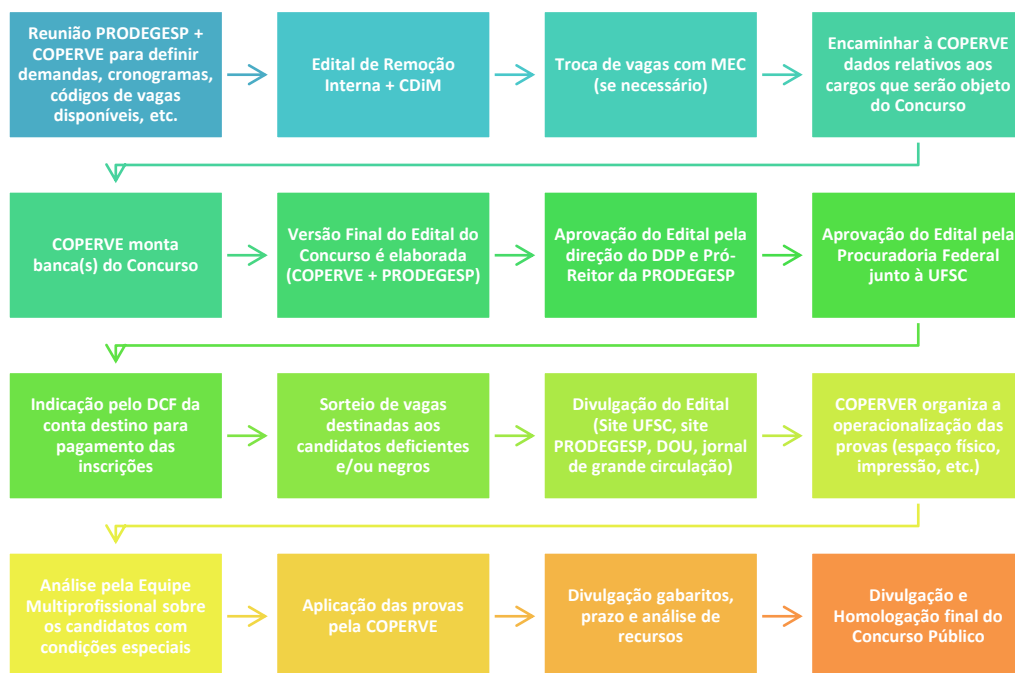 Reunião PRODEGESP +
COPERVE para definir
demandas, cronogramas,
códigos de vagas
disponíveis, etc.
Edital de Remoção
Interna + CDiM
Troca de vagas com MEC
(se necessário)
Encaminhar à COPERVE
dados relativos aos
cargos que serão objeto
do Concurso
COPERVE monta
banca(s) do Concurso
Versão Final do Edital do
Concurso é elaborada
(COPERVE + PRODEGESP)
Aprovação do Edital pela
direção do DDP e Pró-
Reitor da PRODEGESP
Aprovação do Edital pela
Procuradoria Federal
junto à UFSC
Indicação pelo DCF da
conta destino para
pagamento das
inscrições
Sorteio de vagas
destinadas aos
candidatos deficientes
e/ou negros
Divulgação do Edital
(Site UFSC, site
PRODEGESP, DOU, jornal
de grande circulação)
COPERVER organiza a
operacionalização das
provas (espaço físico,
impressão, etc.)
Análise pela Equipe
Multiprofissional sobre
os candidatos com
condições especiais
Aplicação das provas
pela COPERVE
Divulgação gabaritos,
prazo e análise de
recursos
Divulgação e
Homologação final do
Concurso Público